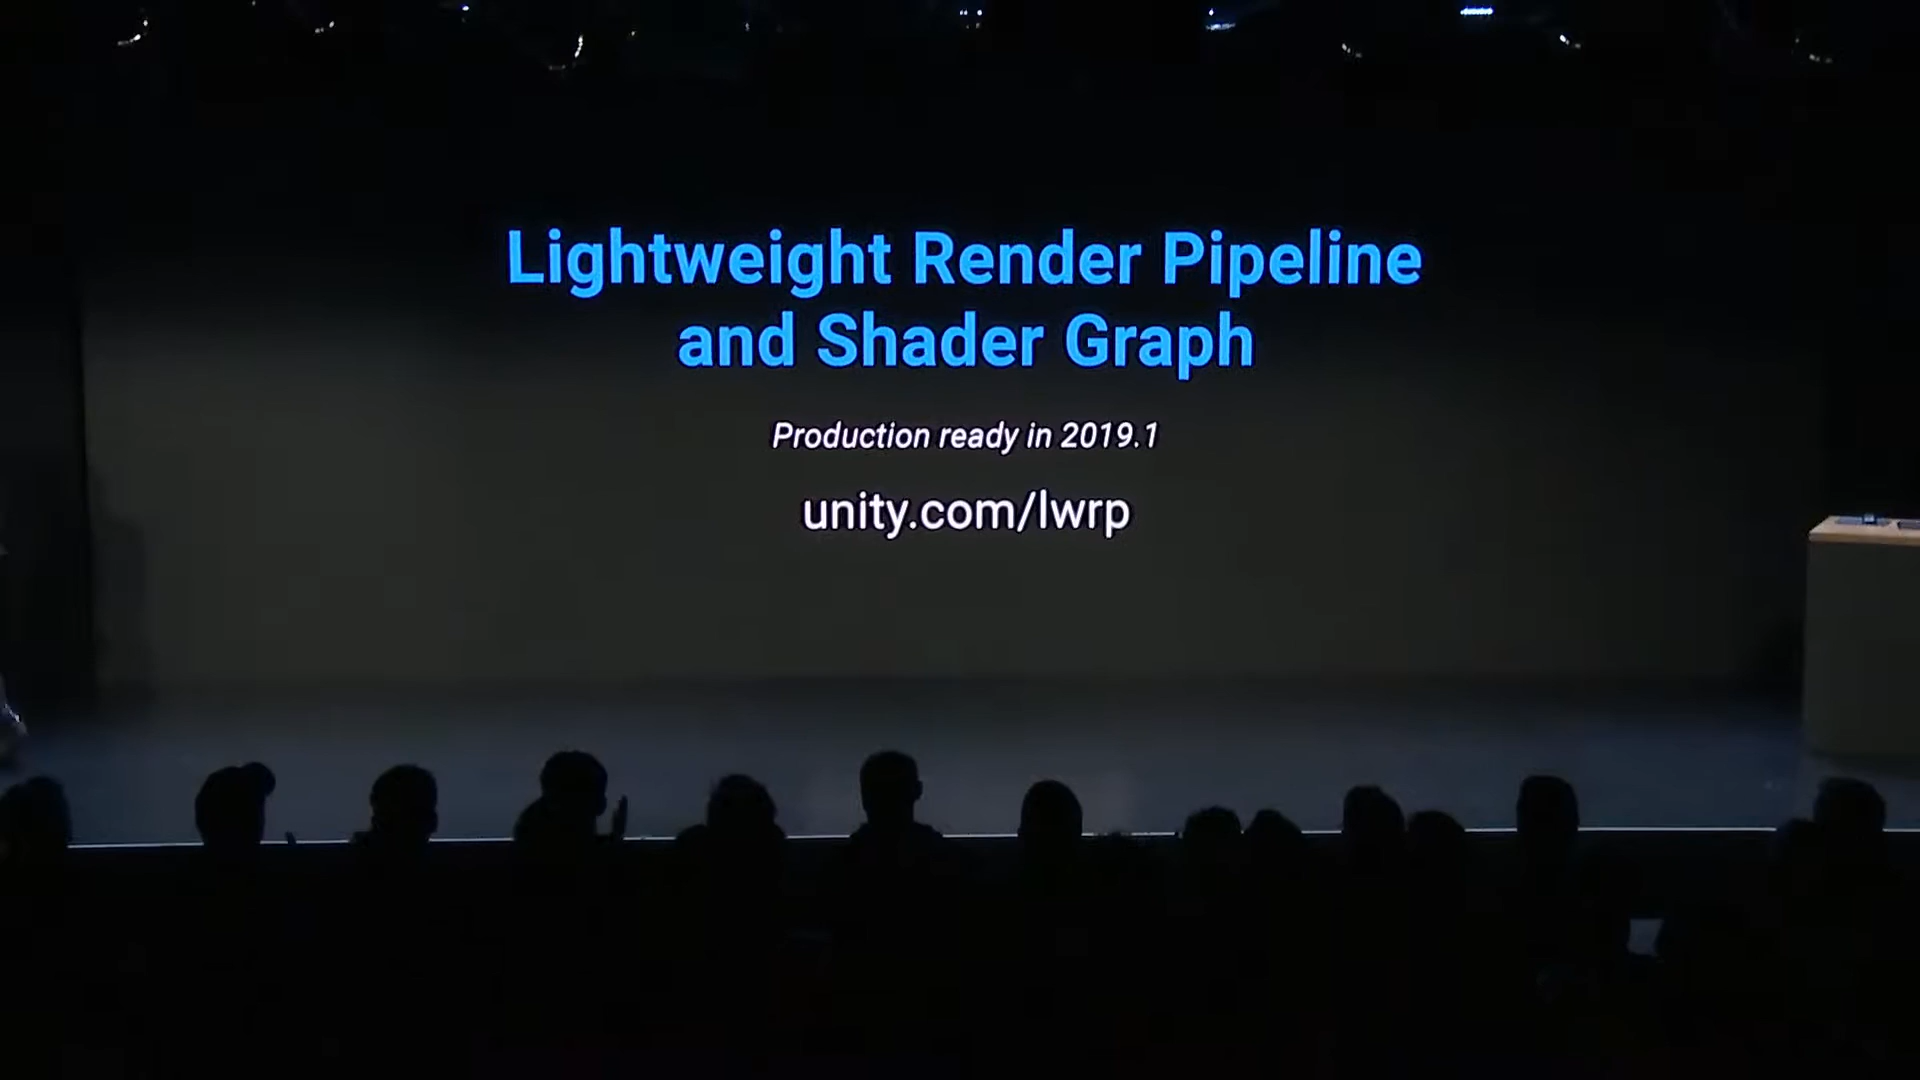 Lightweight Render Pipeline
and Shader Graph
Production ready in 2019.1
unity.com/lwrp